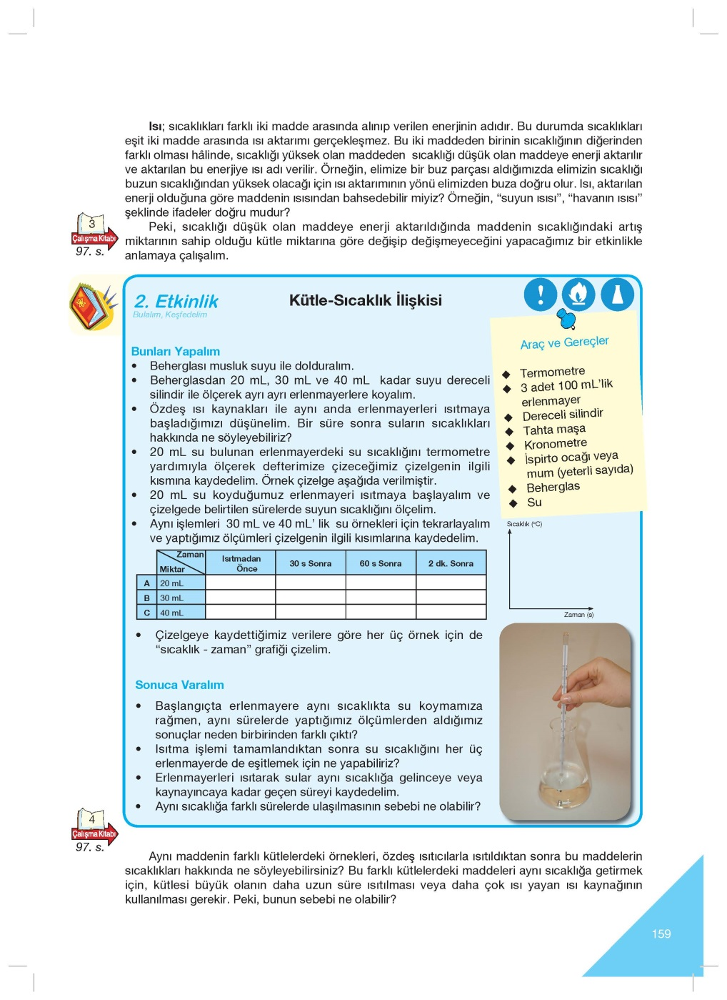 Isı; sıcaklıkları farklı iki madde arasında alınıp verilen enerjinin adıdır. Bu durumda sıcaklıkları
eşit iki madde arasında ısı aktarımı gerçekleşmez. Bu iki maddeden birinin sıcaklığının diğerinden
farklı olması hâlinde, sıcaklığı yüksek olan maddeden sıcaklığı düşük olan maddeye enerji aktarılır
ve aktarılan bu enerjiye ısı adı verilir. Örneğin, elimize bir buz parçası aldığımızda elimizin sıcaklığı
buzun sıcaklığından yüksek olacağı için ısı aktarımının yönü elimizden buza doğru olur. Isı, aktarılan
enerji olduğuna göre maddenin ısısından bahsedebilir miyiz? Örneğin, “suyun ısısı”, “havanın ısısı”
şeklinde ifadeler doğru mudur?
3
Çalışma Kitabı
97. s.
Peki, sıcaklığı düşük olan maddeye enerji aktarıldığında maddenin sıcaklığındaki artış
miktarının sahip olduğu kütle miktarına göre değişip değişmeyeceğini yapacağımız bir etkinlikle
anlamaya çalışalım.
2. Etkinlik
Bulalım, Keşfedelim
Kütle-Sıcaklık İlişkisi
Bunları Yapalım
• Beherglası musluk suyu ile dolduralım.
• Beherglasdan 20 mL, 30 mL ve 40 mL kadar suyu dereceli
silindir ile ölçerek ayrı ayrı erlenmayerlere koyalım.
• Özdeş ısı kaynakları ile aynı anda erlenmayerleri ısıtmaya
başladığımızı düşünelim. Bir süre sonra suların sıcaklıkları
hakkında ne söyleyebiliriz?
• 20 mL su bulunan erlenmayerdeki su sıcaklığını termometre
yardımıyla ölçerek defterimize çizeceğimiz çizelgenin ilgili
kısmına kaydedelim. Örnek çizelge aşağıda verilmiştir.
• 20 mL su koyduğumuz erlenmayeri ısıtmaya başlayalım ve
çizelgede belirtilen sürelerde suyun sıcaklığını ölçelim.
• Aynı işlemleri 30 mL ve 40 mL’ lik su örnekleri için tekrarlayalım
ve yaptığımız ölçümleri çizelgenin ilgili kısımlarına kaydedelim.
Araç ve Gereçler
◆ Termometre
◆ 3 adet 100 mL’lik
erlenmayer
◆ Dereceli silindir
◆ Tahta maşa
◆ Kronometre
◆ İspirto ocağı veya
mum (yeterli sayıda)
◆ Beherglas
◆ Su
Zaman
Miktar
Isıtmadan
Önce
30 s Sonra
60 s Sonra
2 dk. Sonra
A 20 mL
B 30 mL
C 40 mL
Sıcaklık (°C)
Zaman (s)
• Çizelgeye kaydettiğimiz verilere göre her üç örnek için de
“sıcaklık - zaman” grafiği çizelim.
Sonuca Varalım
• Başlangıçta erlenmayere aynı sıcaklıkta su koymamıza
rağmen, aynı sürelerde yaptığımız ölçümlerden aldığımız
sonuçlar neden birbirinden farklı çıktı?
• Isıtma işlemi tamamlandıktan sonra su sıcaklığını her üç
erlenmayerde de eşitlemek için ne yapabiliriz?
• Erlenmayerleri ısıtarak sular aynı sıcaklığa gelinceye veya
kaynayıncaya kadar geçen süreyi kaydedelim.
• Aynı sıcaklığa farklı sürelerde ulaşılmasının sebebi ne olabilir?
4
Çalışma Kitabı
97. s.
Aynı maddenin farklı kütlelerdeki örnekleri, özdeş ısıtıcılarla ısıtıldıktan sonra bu maddelerin
sıcaklıkları hakkında ne söyleyebilirsiniz? Bu farklı kütlelerdeki maddeleri aynı sıcaklığa getirmek
için, kütlesi büyük olanın daha uzun süre ısıtılması veya daha çok ısı yayan ısı kaynağının
kullanılması gerekir. Peki, bunun sebebi ne olabilir?
159